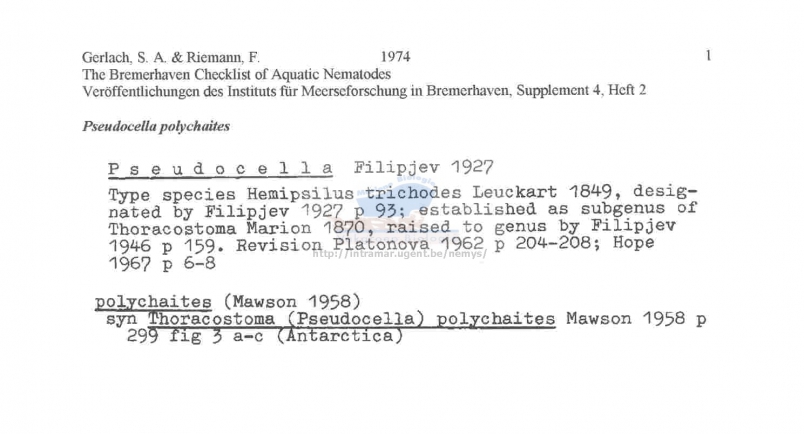 Gerlach, S. A. & Riemann, F. 1974 1
The Bremerhaven Checklist of Aquatic Nematodes
Veröffentlichungen des Instituts für Meerseforschung in Bremerhaven, Supplement 4, Heft 2
Pseudocella polychaites
P s e u d o c e l l a Filipjev 1927
Type species Hemipsilus trichodes Leuckart 1849, desig-
nated by Filipjev 1927 p 93; established as subgenus of
Thoracostoma Marion 1870, raised to genus by Filipjev
1946 p 159. Revision Platonova 1962 p 204-208; Hope
http://intramar.ugent.be/nemys/
1967 p 6-8
polychaites (Mawson 1958)
syn Thoracostoma (Pseudocella) polychaites Mawson 1958 p
299 fig 3 a-c (Antarctica)